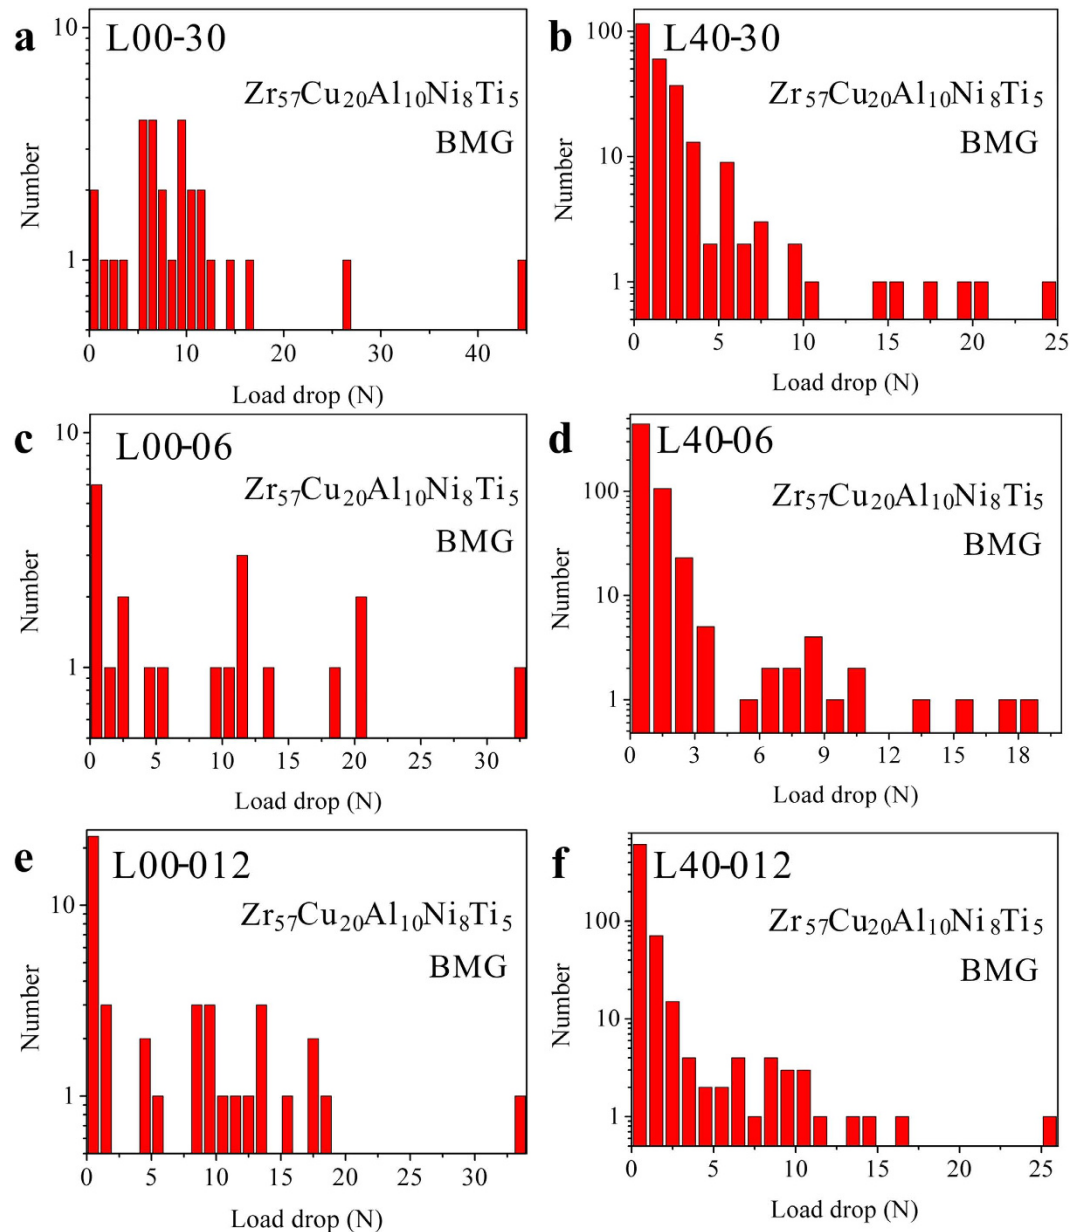 a
L00-30
Zr₅₇Cu₂₀Al₁₀Ni₈Ti₅
BMG
Number
10
1
0 10 20 30 40
Load drop (N)
b
L40-30
Zr₅₇Cu₂₀Al₁₀Ni₈Ti₅
BMG
Number
100
10
1
0 5 10 15 20 25
Load drop (N)
c
L00-06
Zr₅₇Cu₂₀Al₁₀Ni₈Ti₅
BMG
Number
10
1
0 5 10 15 20 25 30
Load drop (N)
d
L40-06
Zr₅₇Cu₂₀Al₁₀Ni₈Ti₅
BMG
Number
100
10
1
0 3 6 9 12 15 18
Load drop (N)
e
L00-012
Zr₅₇Cu₂₀Al₁₀Ni₈Ti₅
BMG
Number
10
1
0 5 10 15 20 25 30
Load drop (N)
f
L40-012
Zr₅₇Cu₂₀Al₁₀Ni₈Ti₅
BMG
Number
100
10
1
0 5 10 15 20 25
Load drop (N)